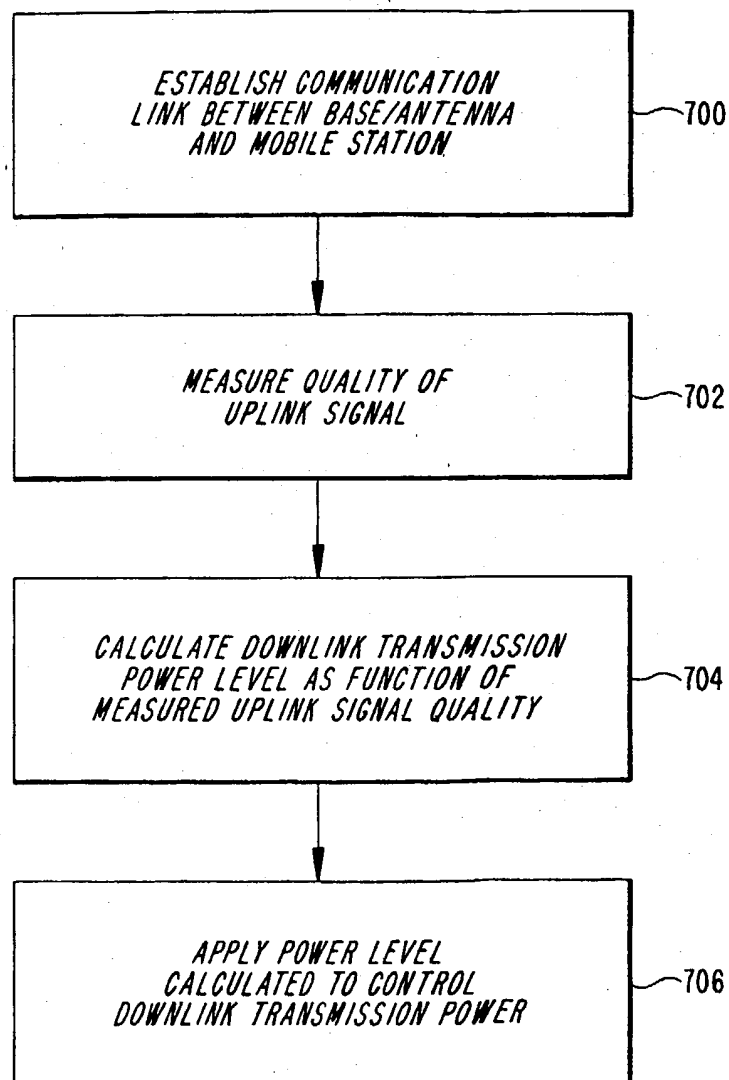 ESTABLISH COMMUNICATION
LINK BETWEEN BASE/ANTENNA
AND MOBILE STATION
700
MEASURE QUALITY OF
UPLINK SIGNAL
702
CALCULATE DOWNLINK TRANSMISSION
POWER LEVEL AS FUNCTION OF
MEASURED UPLINK SIGNAL QUALITY
704
APPLY POWER LEVEL
CALCULATED TO CONTROL
DOWNLINK TRANSMISSION POWER
706